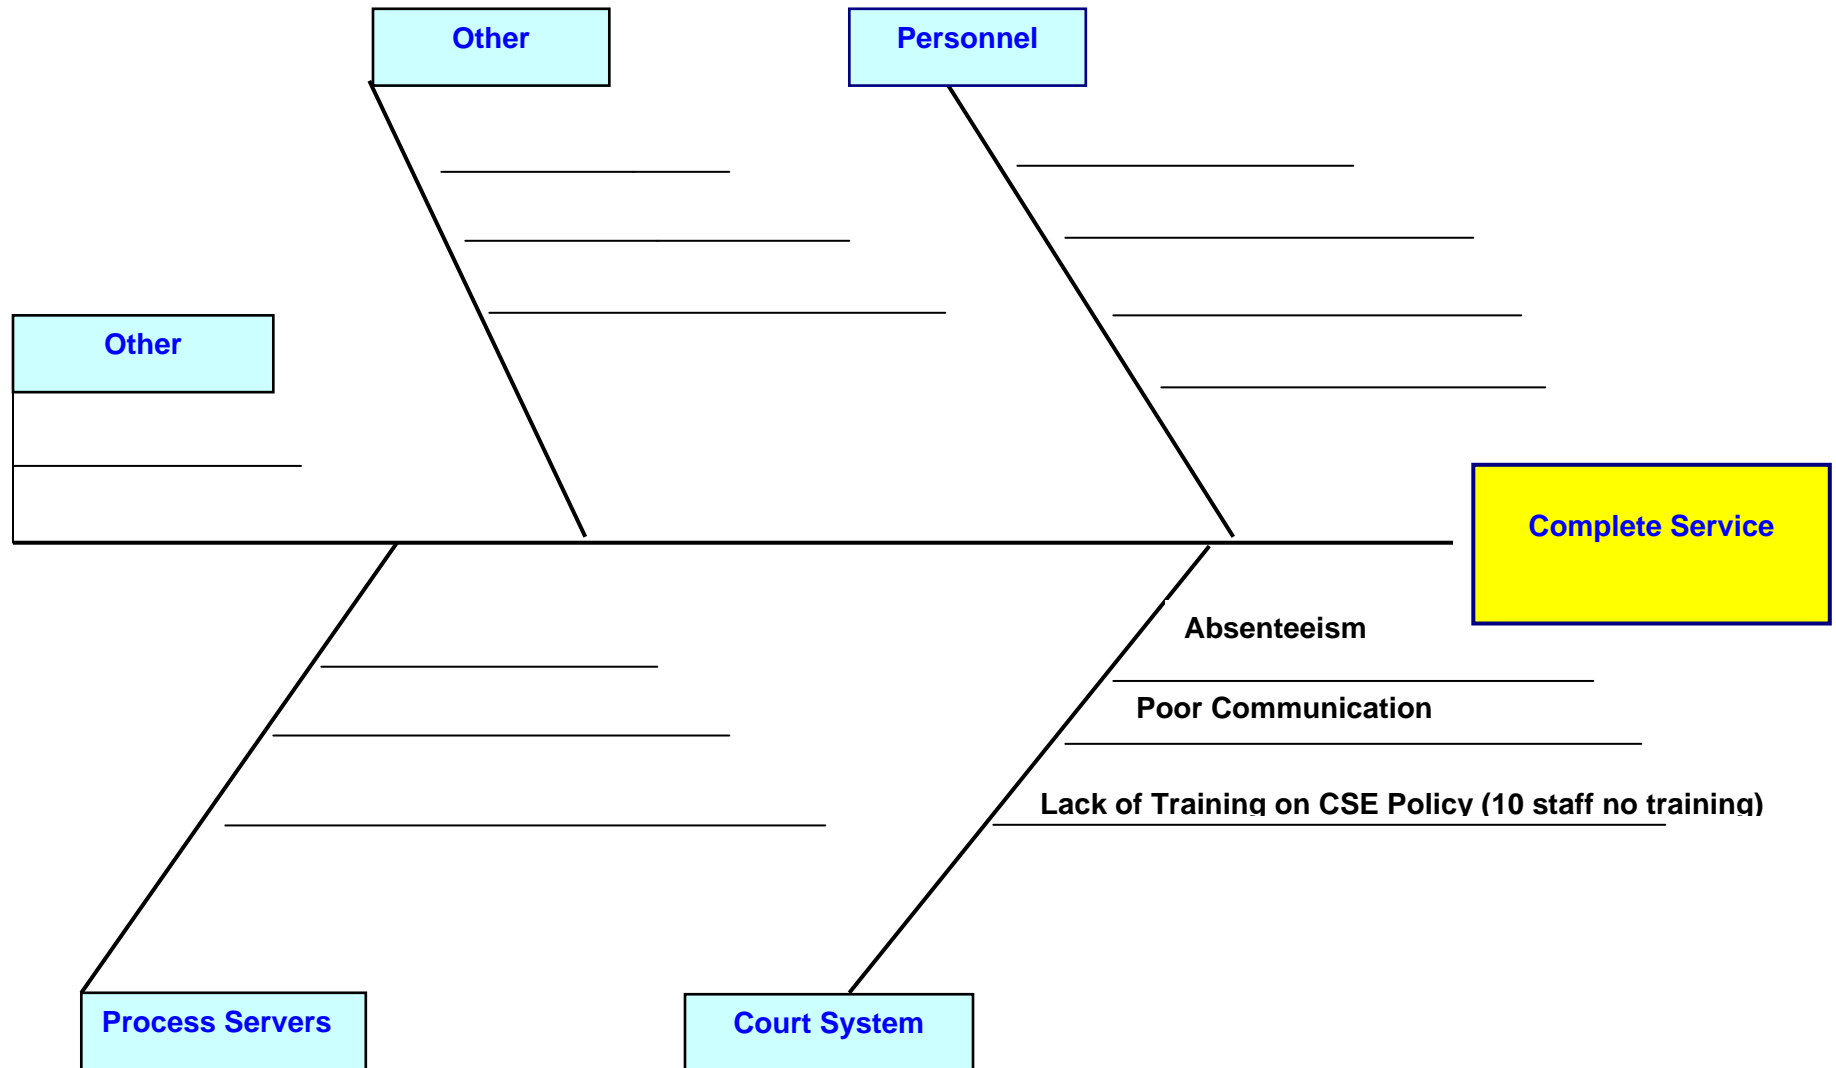 Other
Personnel
Other
Complete Service
Absenteeism
Poor Communication
Lack of Training on CSE Policy (10 staff no training)
Process Servers
Court System